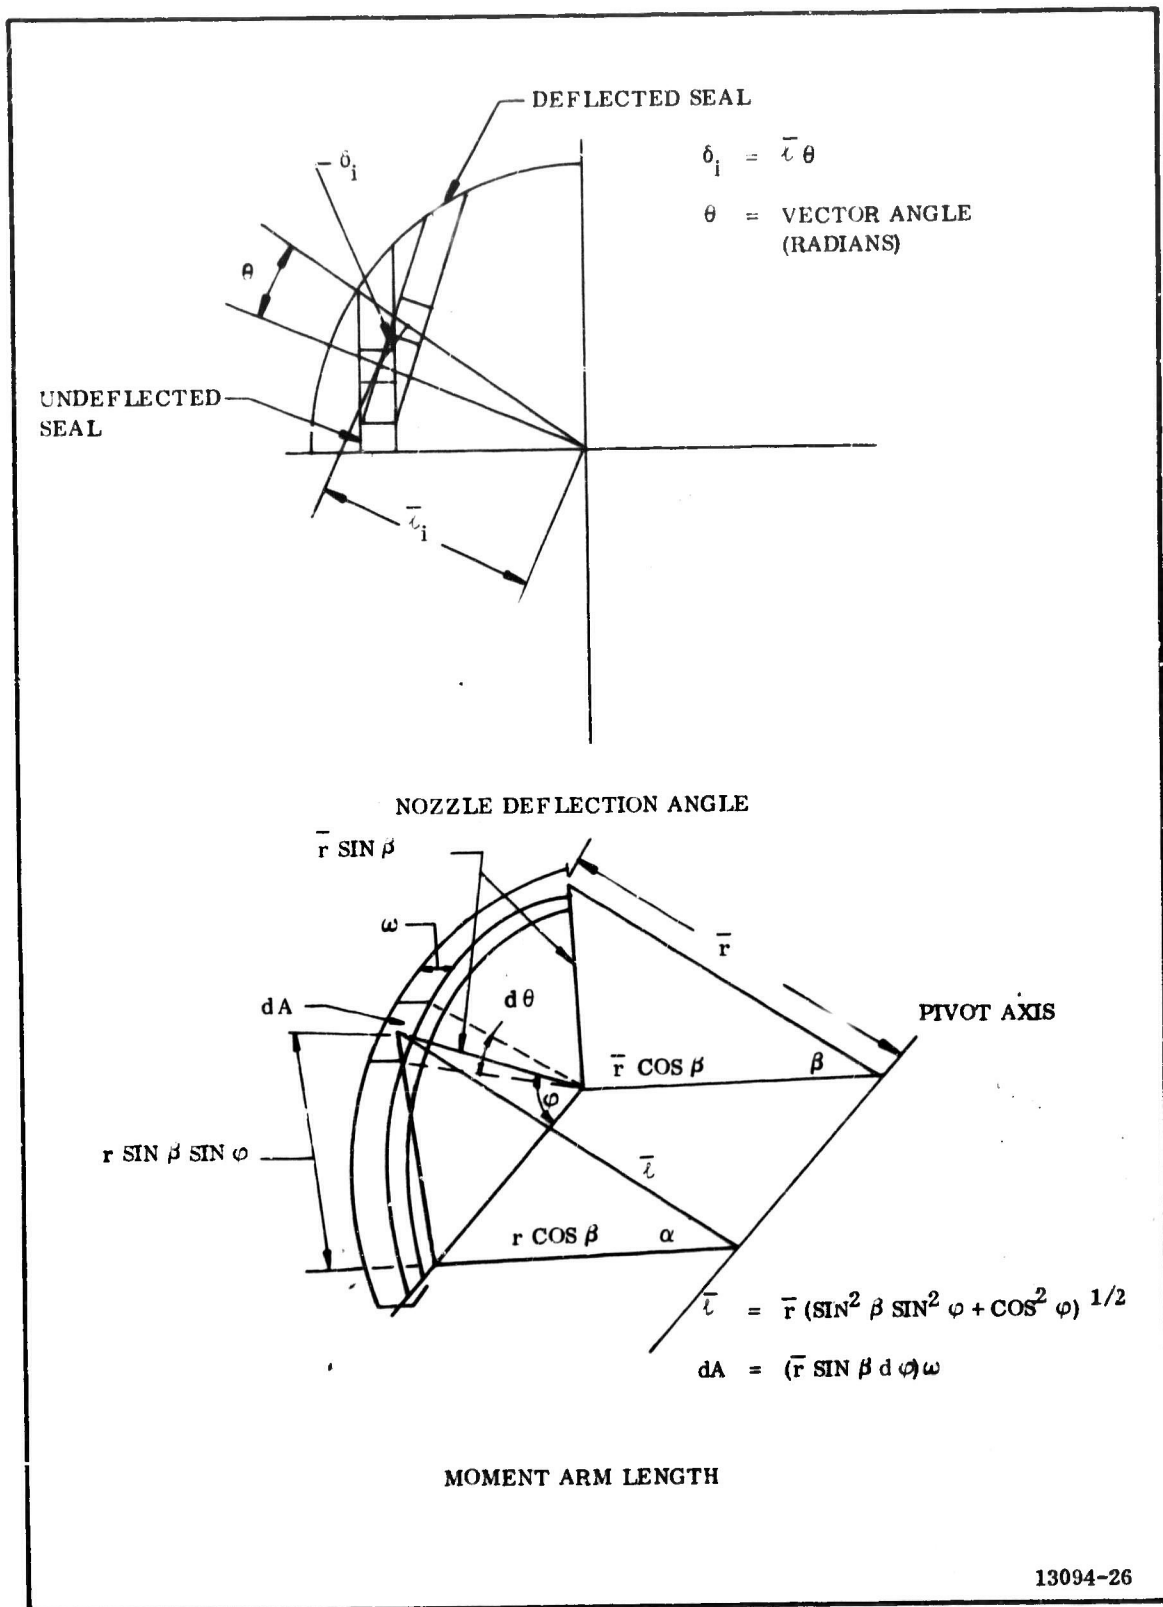 DEFLECTED SEAL
δi = ℓ̄ θ
δi
θ = VECTOR ANGLE
(RADIANS)
θ
UNDEFLECTED
SEAL
ℓ̄i
NOZZLE DEFLECTION ANGLE
r̄ SIN β
ω
r̄
dA
dθ
PIVOT AXIS
r̄ COS β
β
φ
r SIN β SIN φ
ℓ̄
r COS β
α
ℓ̄ = r̄ (SIN² β SIN² φ + COS² φ) 1/2
dA = (r̄ SIN β d φ)ω
MOMENT ARM LENGTH
13094-26